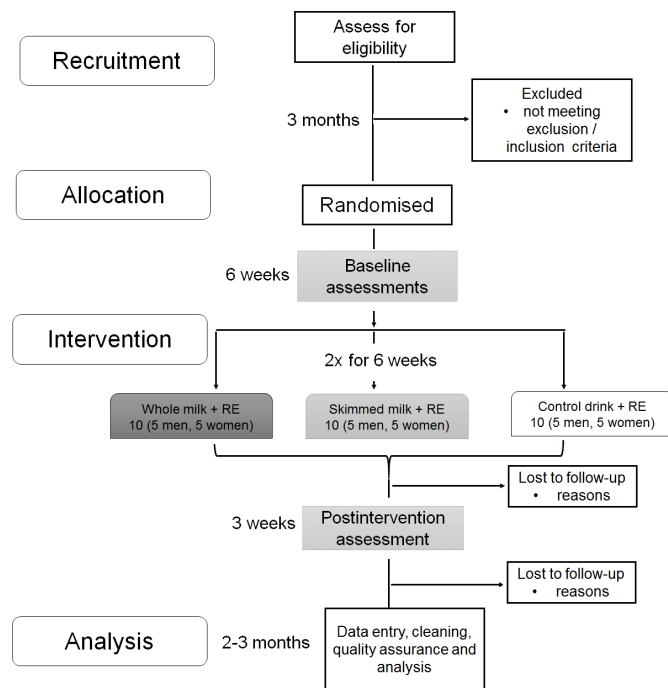 Assess for
eligibility
Recruitment
Excluded
• not meeting
exclusion /
inclusion criteria
3 months
Allocation
Randomised
6 weeks
Baseline
assessments
Intervention
2x for 6 weeks
Whole milk + RE
10 (5 men, 5 women)
Skimmed milk + RE
10 (5 men, 5 women)
Control drink + RE
10 (5 men, 5 women)
Lost to follow-up
• reasons
3 weeks
Postintervention
assessment
Lost to follow-up
• reasons
Analysis
2-3 months
Data entry, cleaning,
quality assurance and
analysis